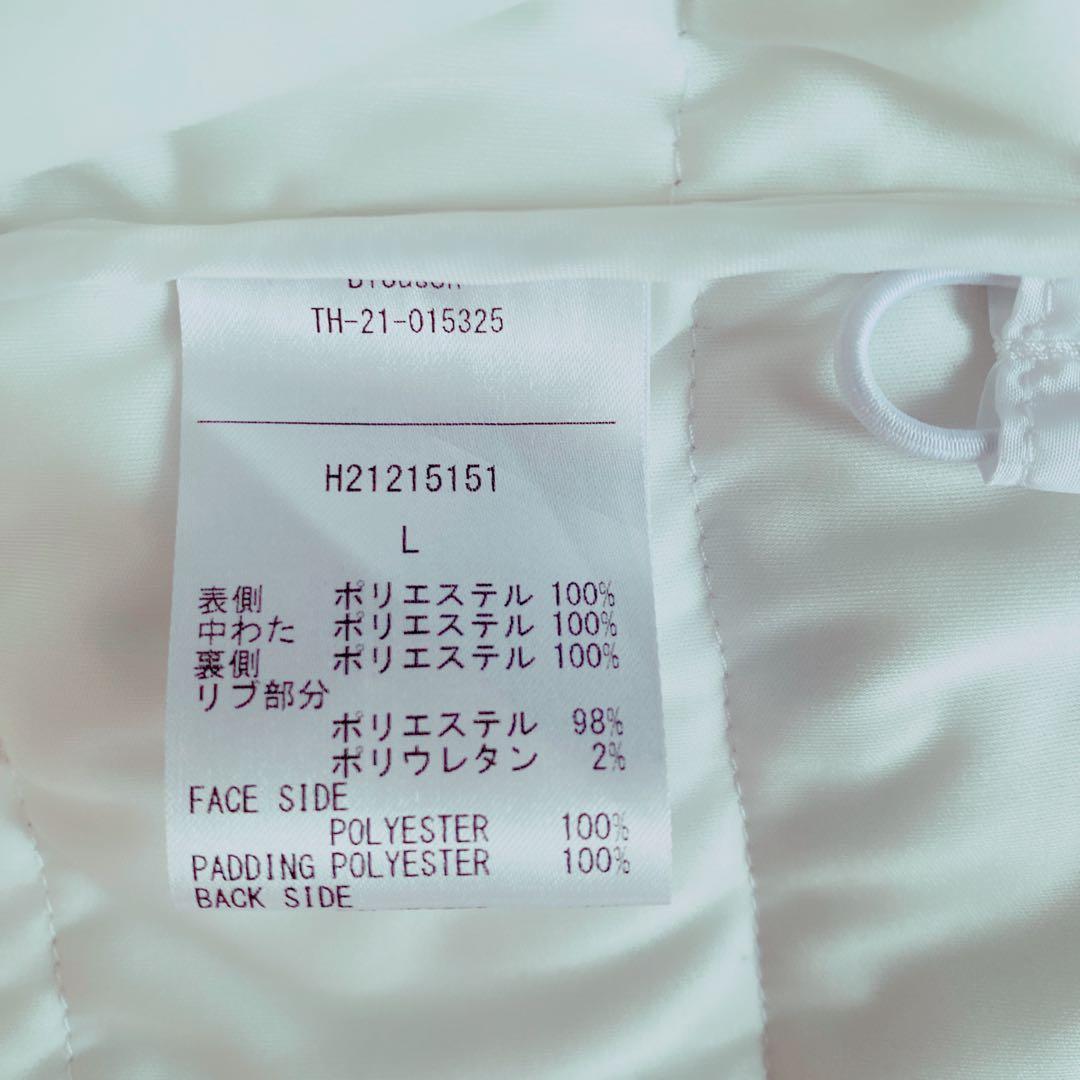 TH-21-015325
H21215151
L
表側 ポリエステル 100%
中わた ポリエステル 100%
裏側 ポリエステル 100%
リブ部分
ポリエステル 98%
ポリウレタン 2%
FACE SIDE
POLYESTER 100%
PADDING POLYESTER 100%
BACK SIDE